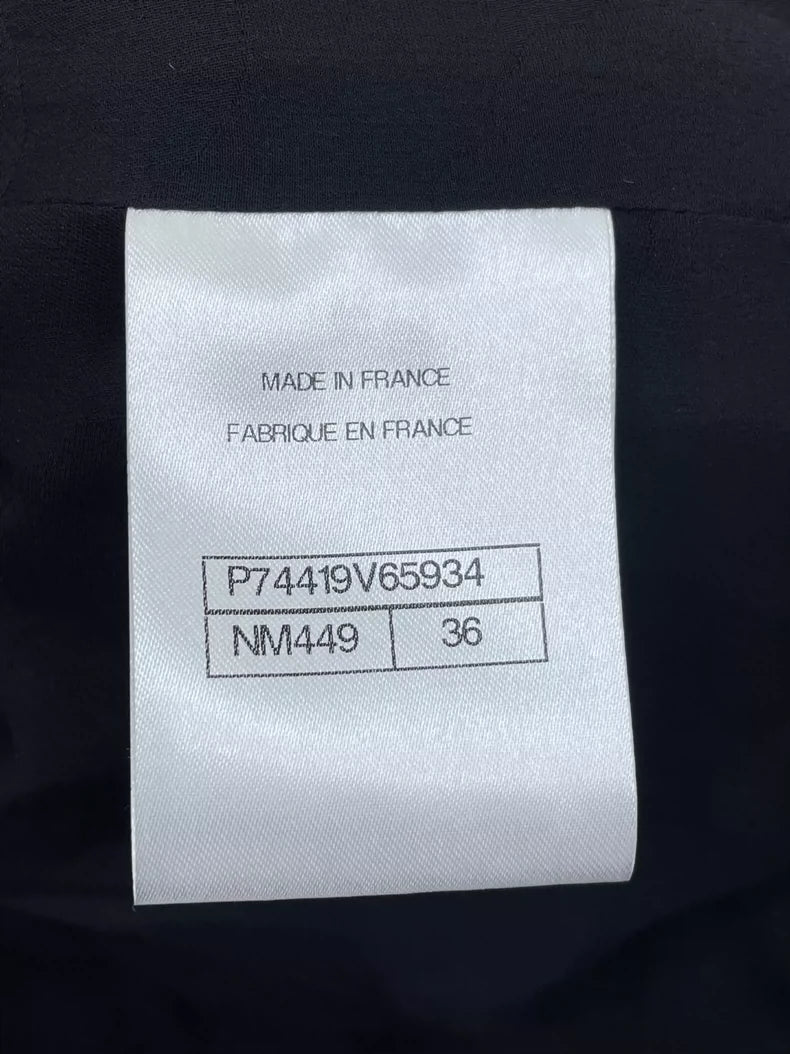 MADE IN FRANCE
FABRIQUE EN FRANCE
P74419V65934
NM449 36